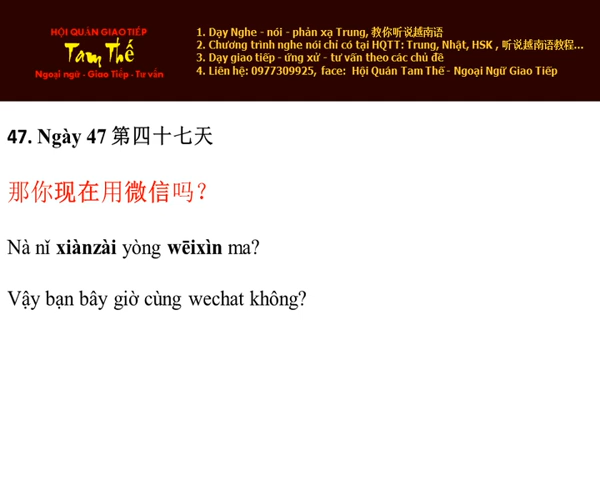 HỘI QUÁN GIAO TIẾP
Tam Thế
Ngoại ngữ - Giao Tiếp - Tư vấn
1. Dạy Nghe - nói - phản xạ Trung, 教你听说越南语
2. Chương trình nghe nói chỉ có tại HQTT: Trung, Nhật, HSK , 听说越南语教程...
3. Dạy giao tiếp - ứng xử - tư vấn theo các chủ đề
4. Liên hệ: 0977309925, face: Hội Quán Tam Thế - Ngoại Ngữ Giao Tiếp
47. Ngày 47 第四十七天
那你现在用微信吗？
Nà nǐ xiànzài yòng wēixìn ma?
Vậy bạn bây giờ cùng wechat không?